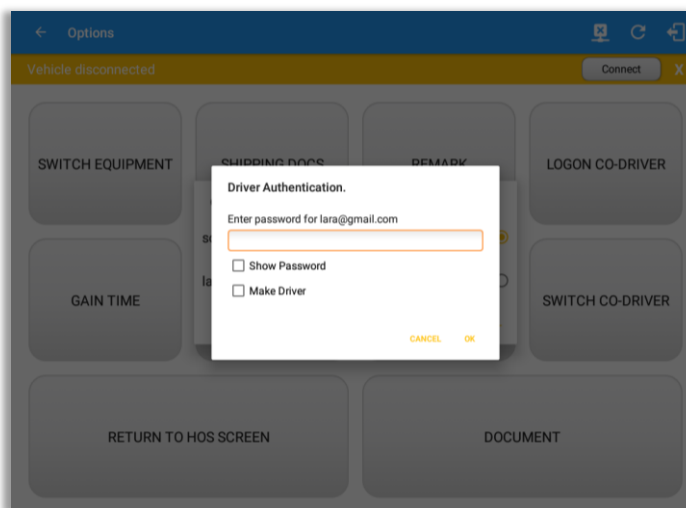 Options
Vehicle disconnected
Connect
X
SWITCH EQUIPMENT
SHIPPING DOCS
REMARK
LOGON CO-DRIVER
Driver Authentication.
Enter password for lara@gmail.com
Show Password
Make Driver
CANCEL
OK
GAIN TIME
SWITCH CO-DRIVER
RETURN TO HOS SCREEN
DOCUMENT